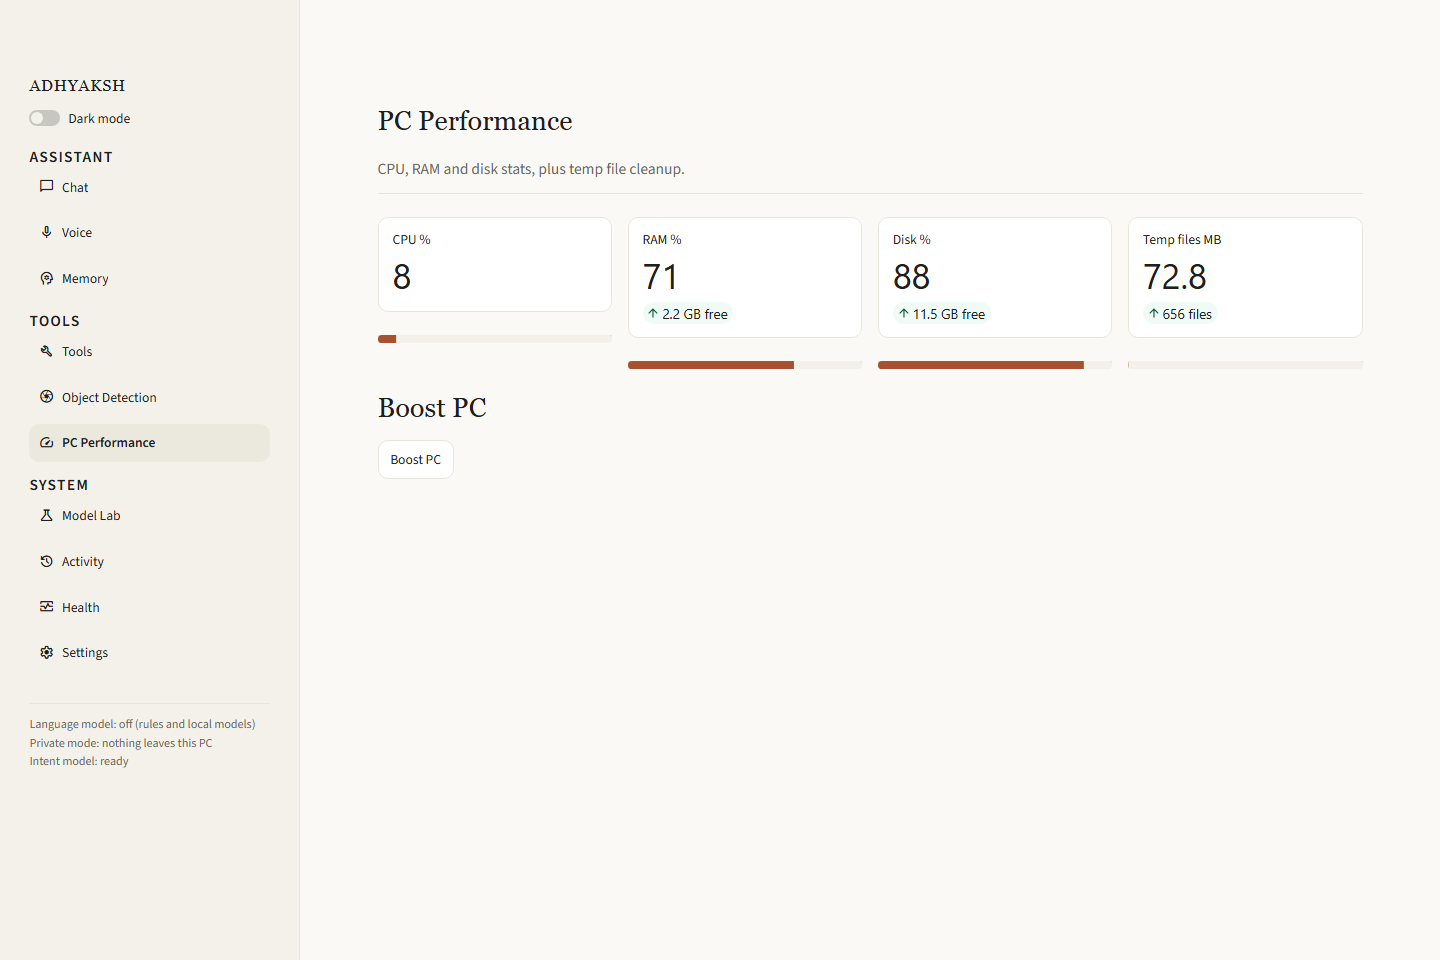 ADHYAKSH
Dark mode
ASSISTANT
Chat
Voice
Memory
TOOLS
Tools
Object Detection
PC Performance
SYSTEM
Model Lab
Activity
Health
Settings
Language model: off (rules and local models)
Private mode: nothing leaves this PC
Intent model: ready
PC Performance
CPU, RAM and disk stats, plus temp file cleanup.
CPU %
8
RAM %
71
↑ 2.2 GB free
Disk %
88
↑ 11.5 GB free
Temp files MB
72.8
↑ 656 files
Boost PC
Boost PC